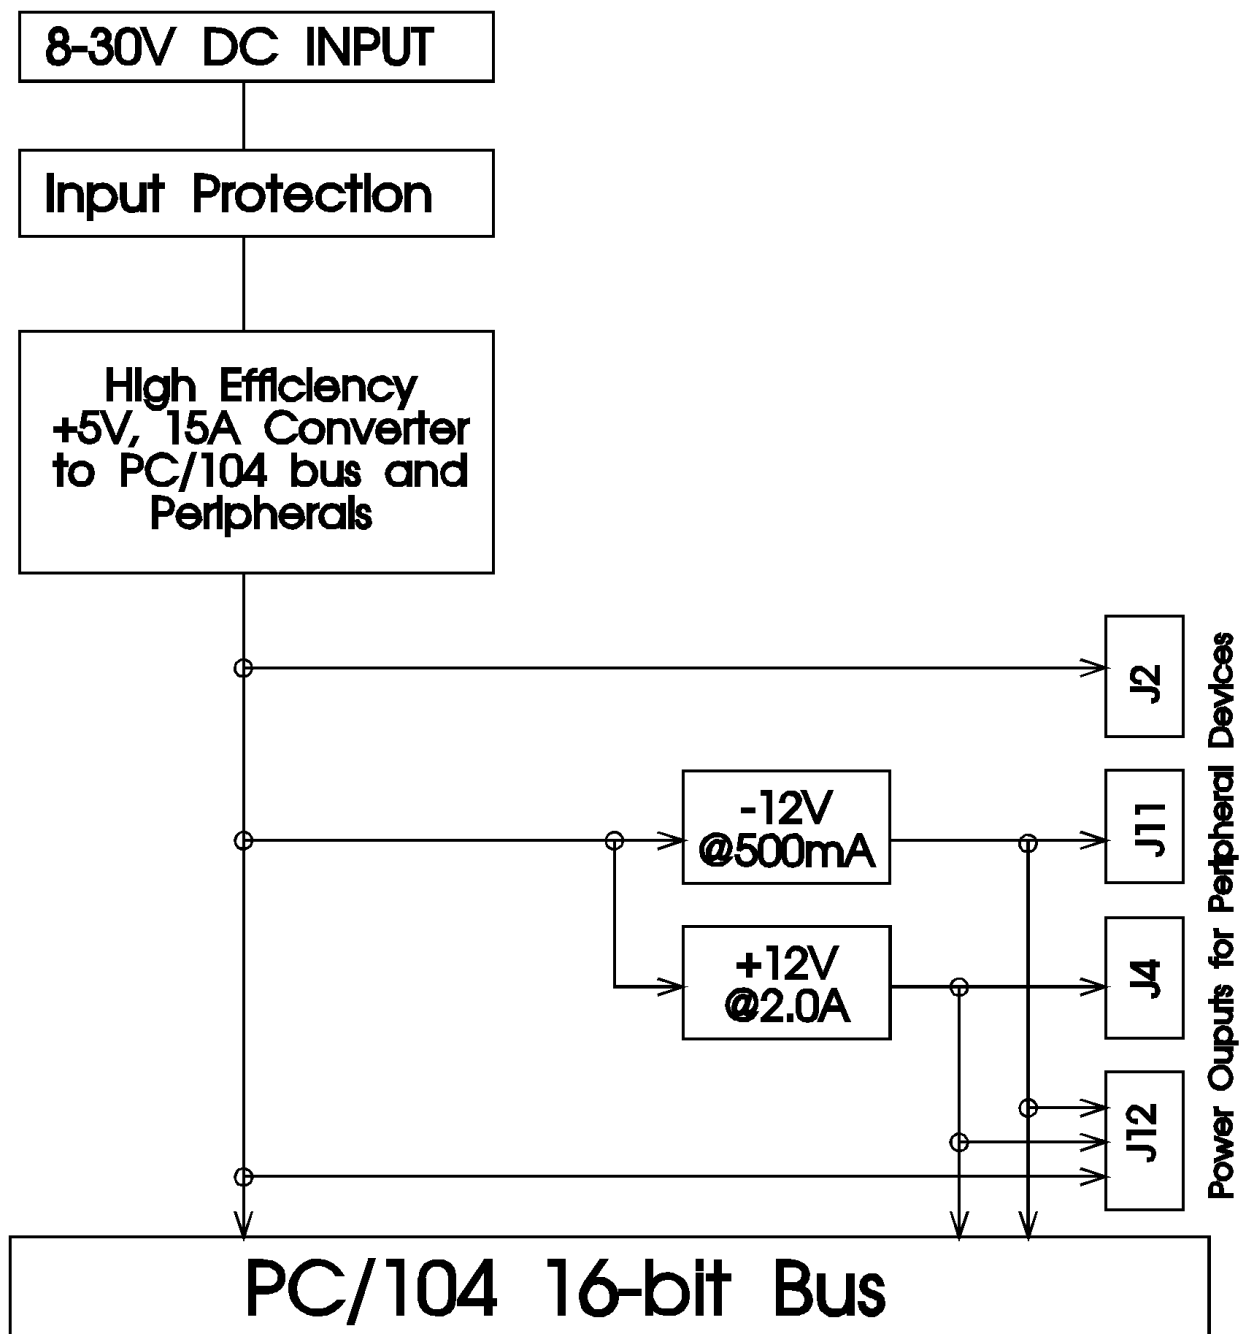 8-30V DC INPUT
Input Protection
High Efficiency
+5V, 15A Converter
to PC/104 bus and
Peripherals
J2
-12V
@500mA
J11
+12V
@2.0A
J4
J12
Power Ouputs for Peripheral Devices
PC/104 16-bit Bus